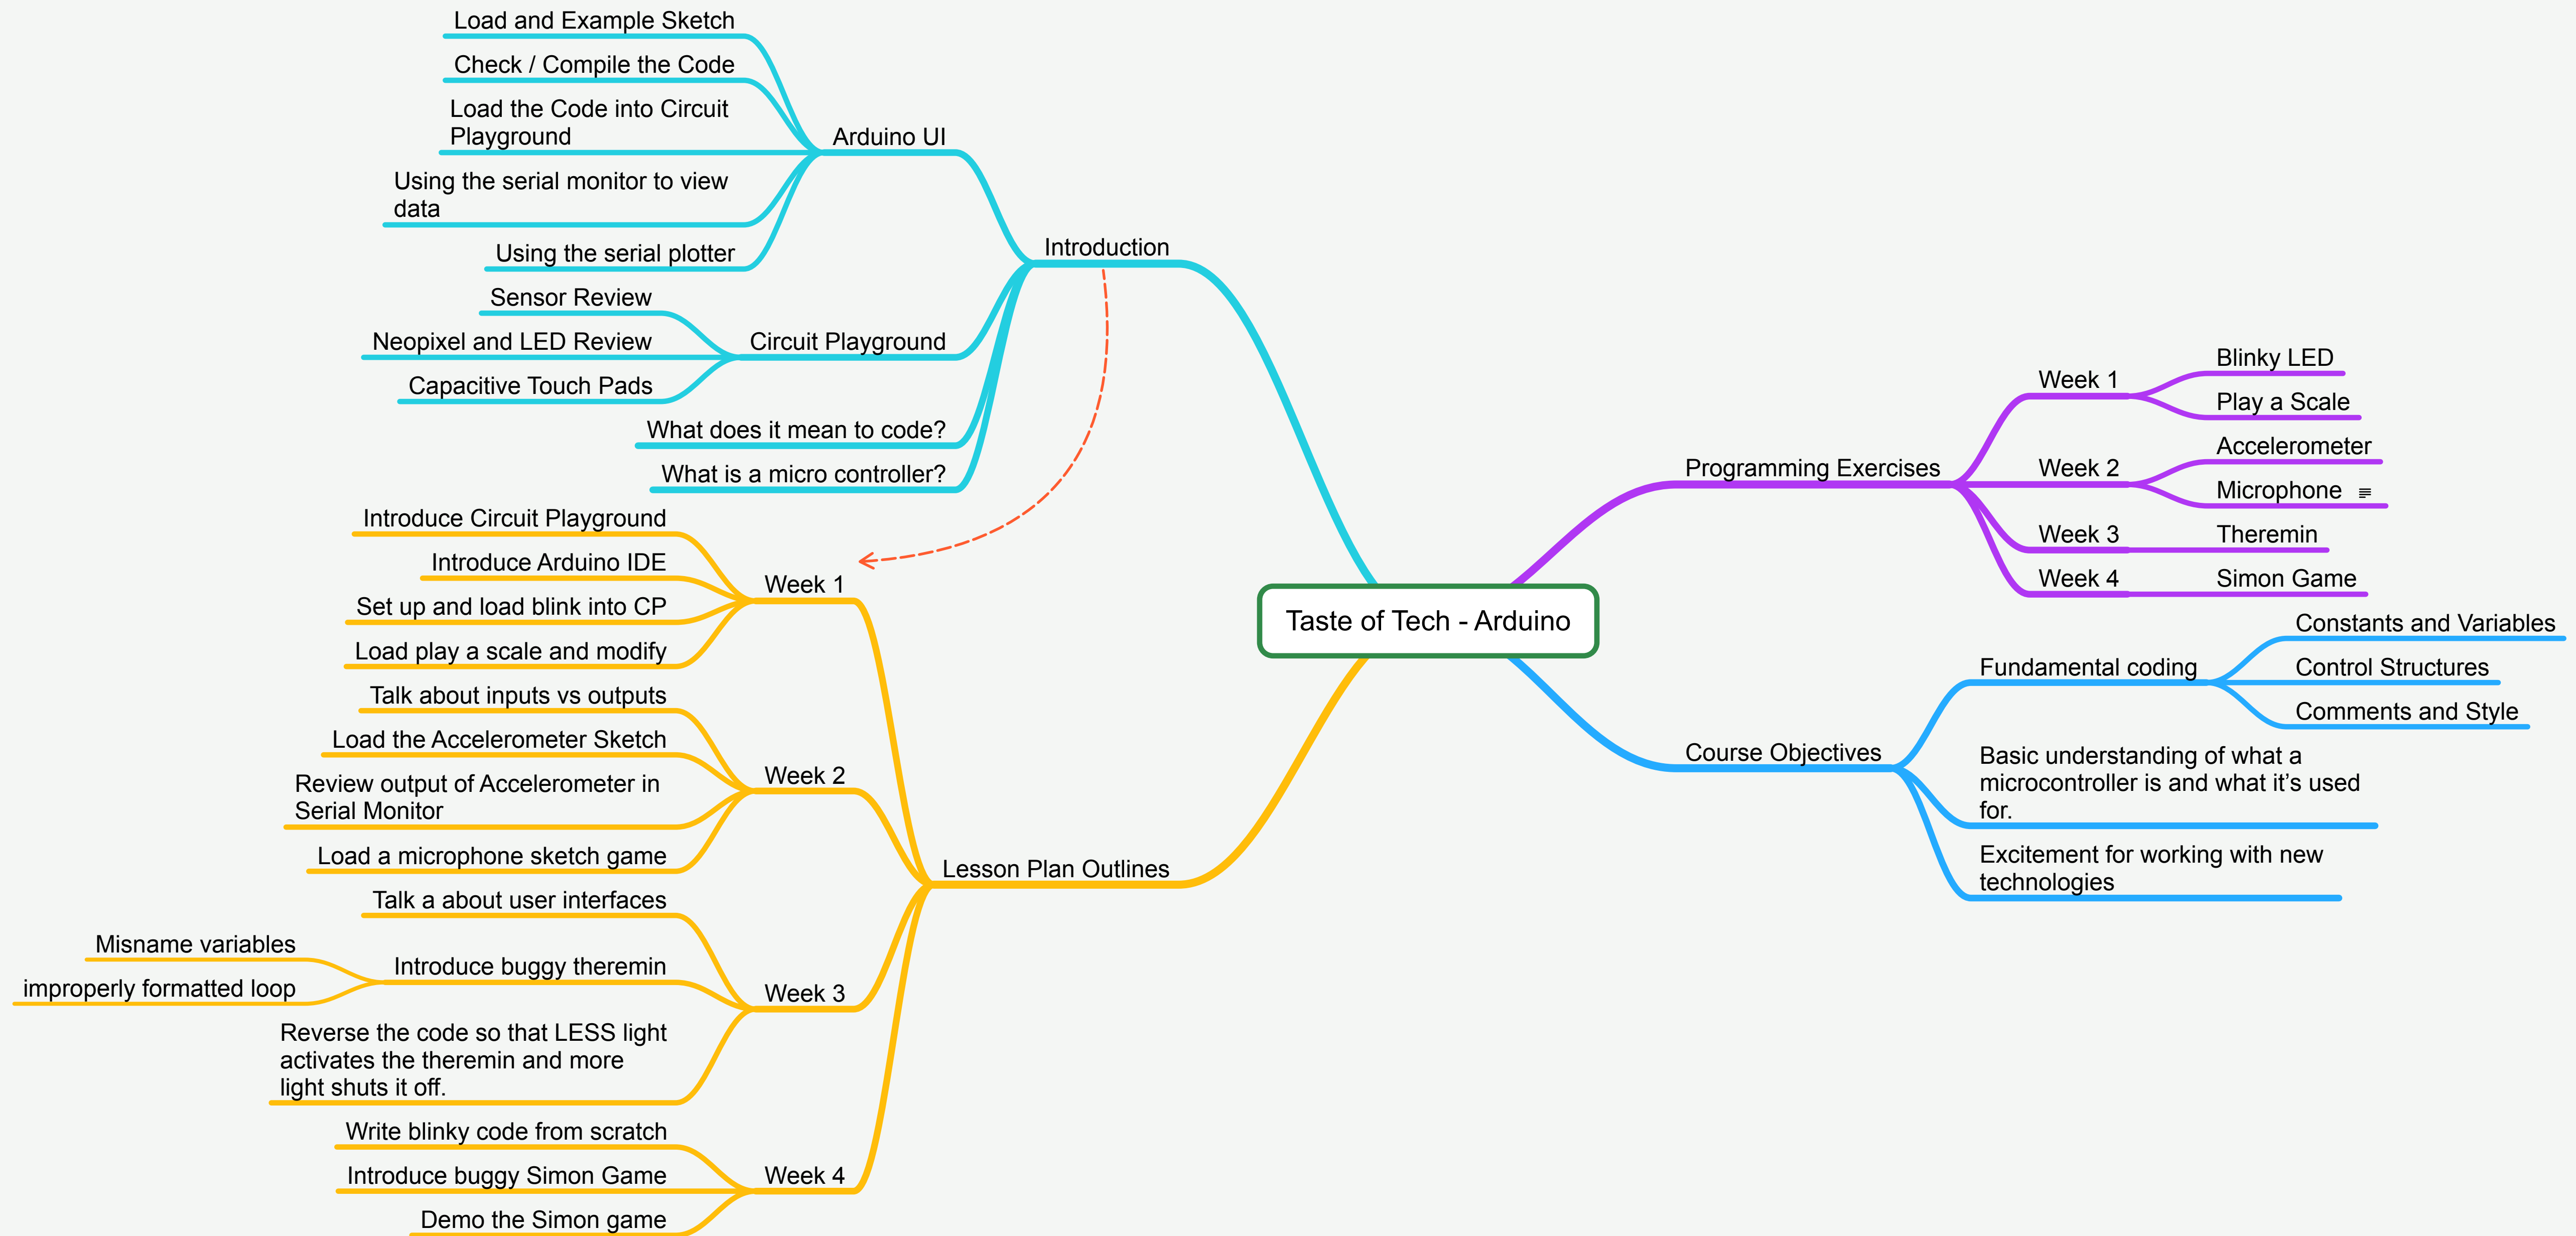 Load and Example Sketch
Check / Compile the Code
Load the Code into Circuit
Playground
Arduino UI
Using the serial monitor to view
data
Using the serial plotter
Introduction
Sensor Review
Neopixel and LED Review
Circuit Playground
Capacitive Touch Pads
What does it mean to code?
What is a micro controller?
Introduce Circuit Playground
Introduce Arduino IDE
Week 1
Set up and load blink into CP
Load play a scale and modify
Talk about inputs vs outputs
Load the Accelerometer Sketch
Week 2
Review output of Accelerometer in
Serial Monitor
Load a microphone sketch game
Lesson Plan Outlines
Talk a about user interfaces
Misname variables
Introduce buggy theremin
improperly formatted loop
Week 3
Reverse the code so that LESS light
activates the theremin and more
light shuts it off.
Write blinky code from scratch
Introduce buggy Simon Game
Week 4
Demo the Simon game
Taste of Tech - Arduino
Programming Exercises
Week 1
Blinky LED
Play a Scale
Week 2
Accelerometer
Microphone
Week 3
Theremin
Week 4
Simon Game
Course Objectives
Fundamental coding
Constants and Variables
Control Structures
Comments and Style
Basic understanding of what a
microcontroller is and what it’s used
for.
Excitement for working with new
technologies